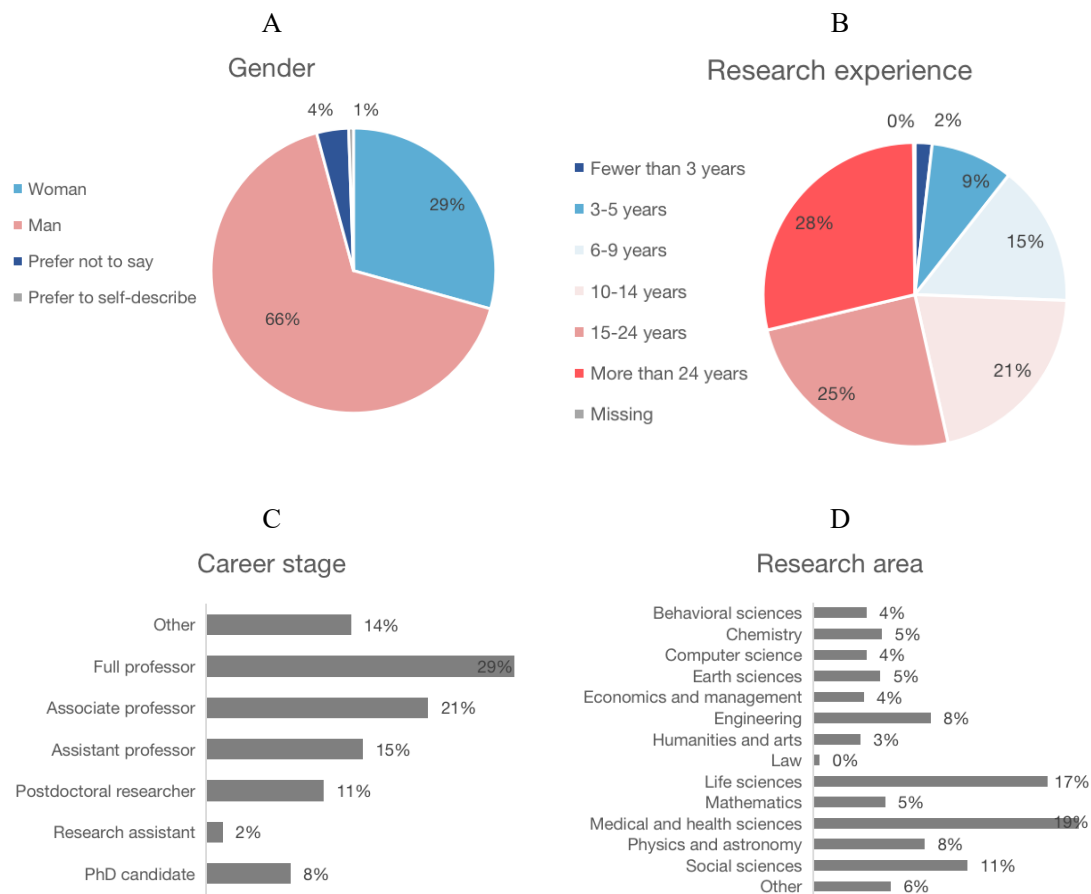 A
Gender
4%
1%
Woman
Man
Prefer not to say
Prefer to self-describe
29%
66%
B
Research experience
0%
2%
Fewer than 3 years
3-5 years
6-9 years
10-14 years
15-24 years
More than 24 years
Missing
9%
15%
21%
25%
28%
C
Career stage
Other 14%
Full professor 29%
Associate professor 21%
Assistant professor 15%
Postdoctoral researcher 11%
Research assistant 2%
PhD candidate 8%
D
Research area
Behavioral sciences 4%
Chemistry 5%
Computer science 4%
Earth sciences 5%
Economics and management 4%
Engineering 8%
Humanities and arts 3%
Law 0%
Life sciences 17%
Mathematics 5%
Medical and health sciences 19%
Physics and astronomy 8%
Social sciences 11%
Other 6%